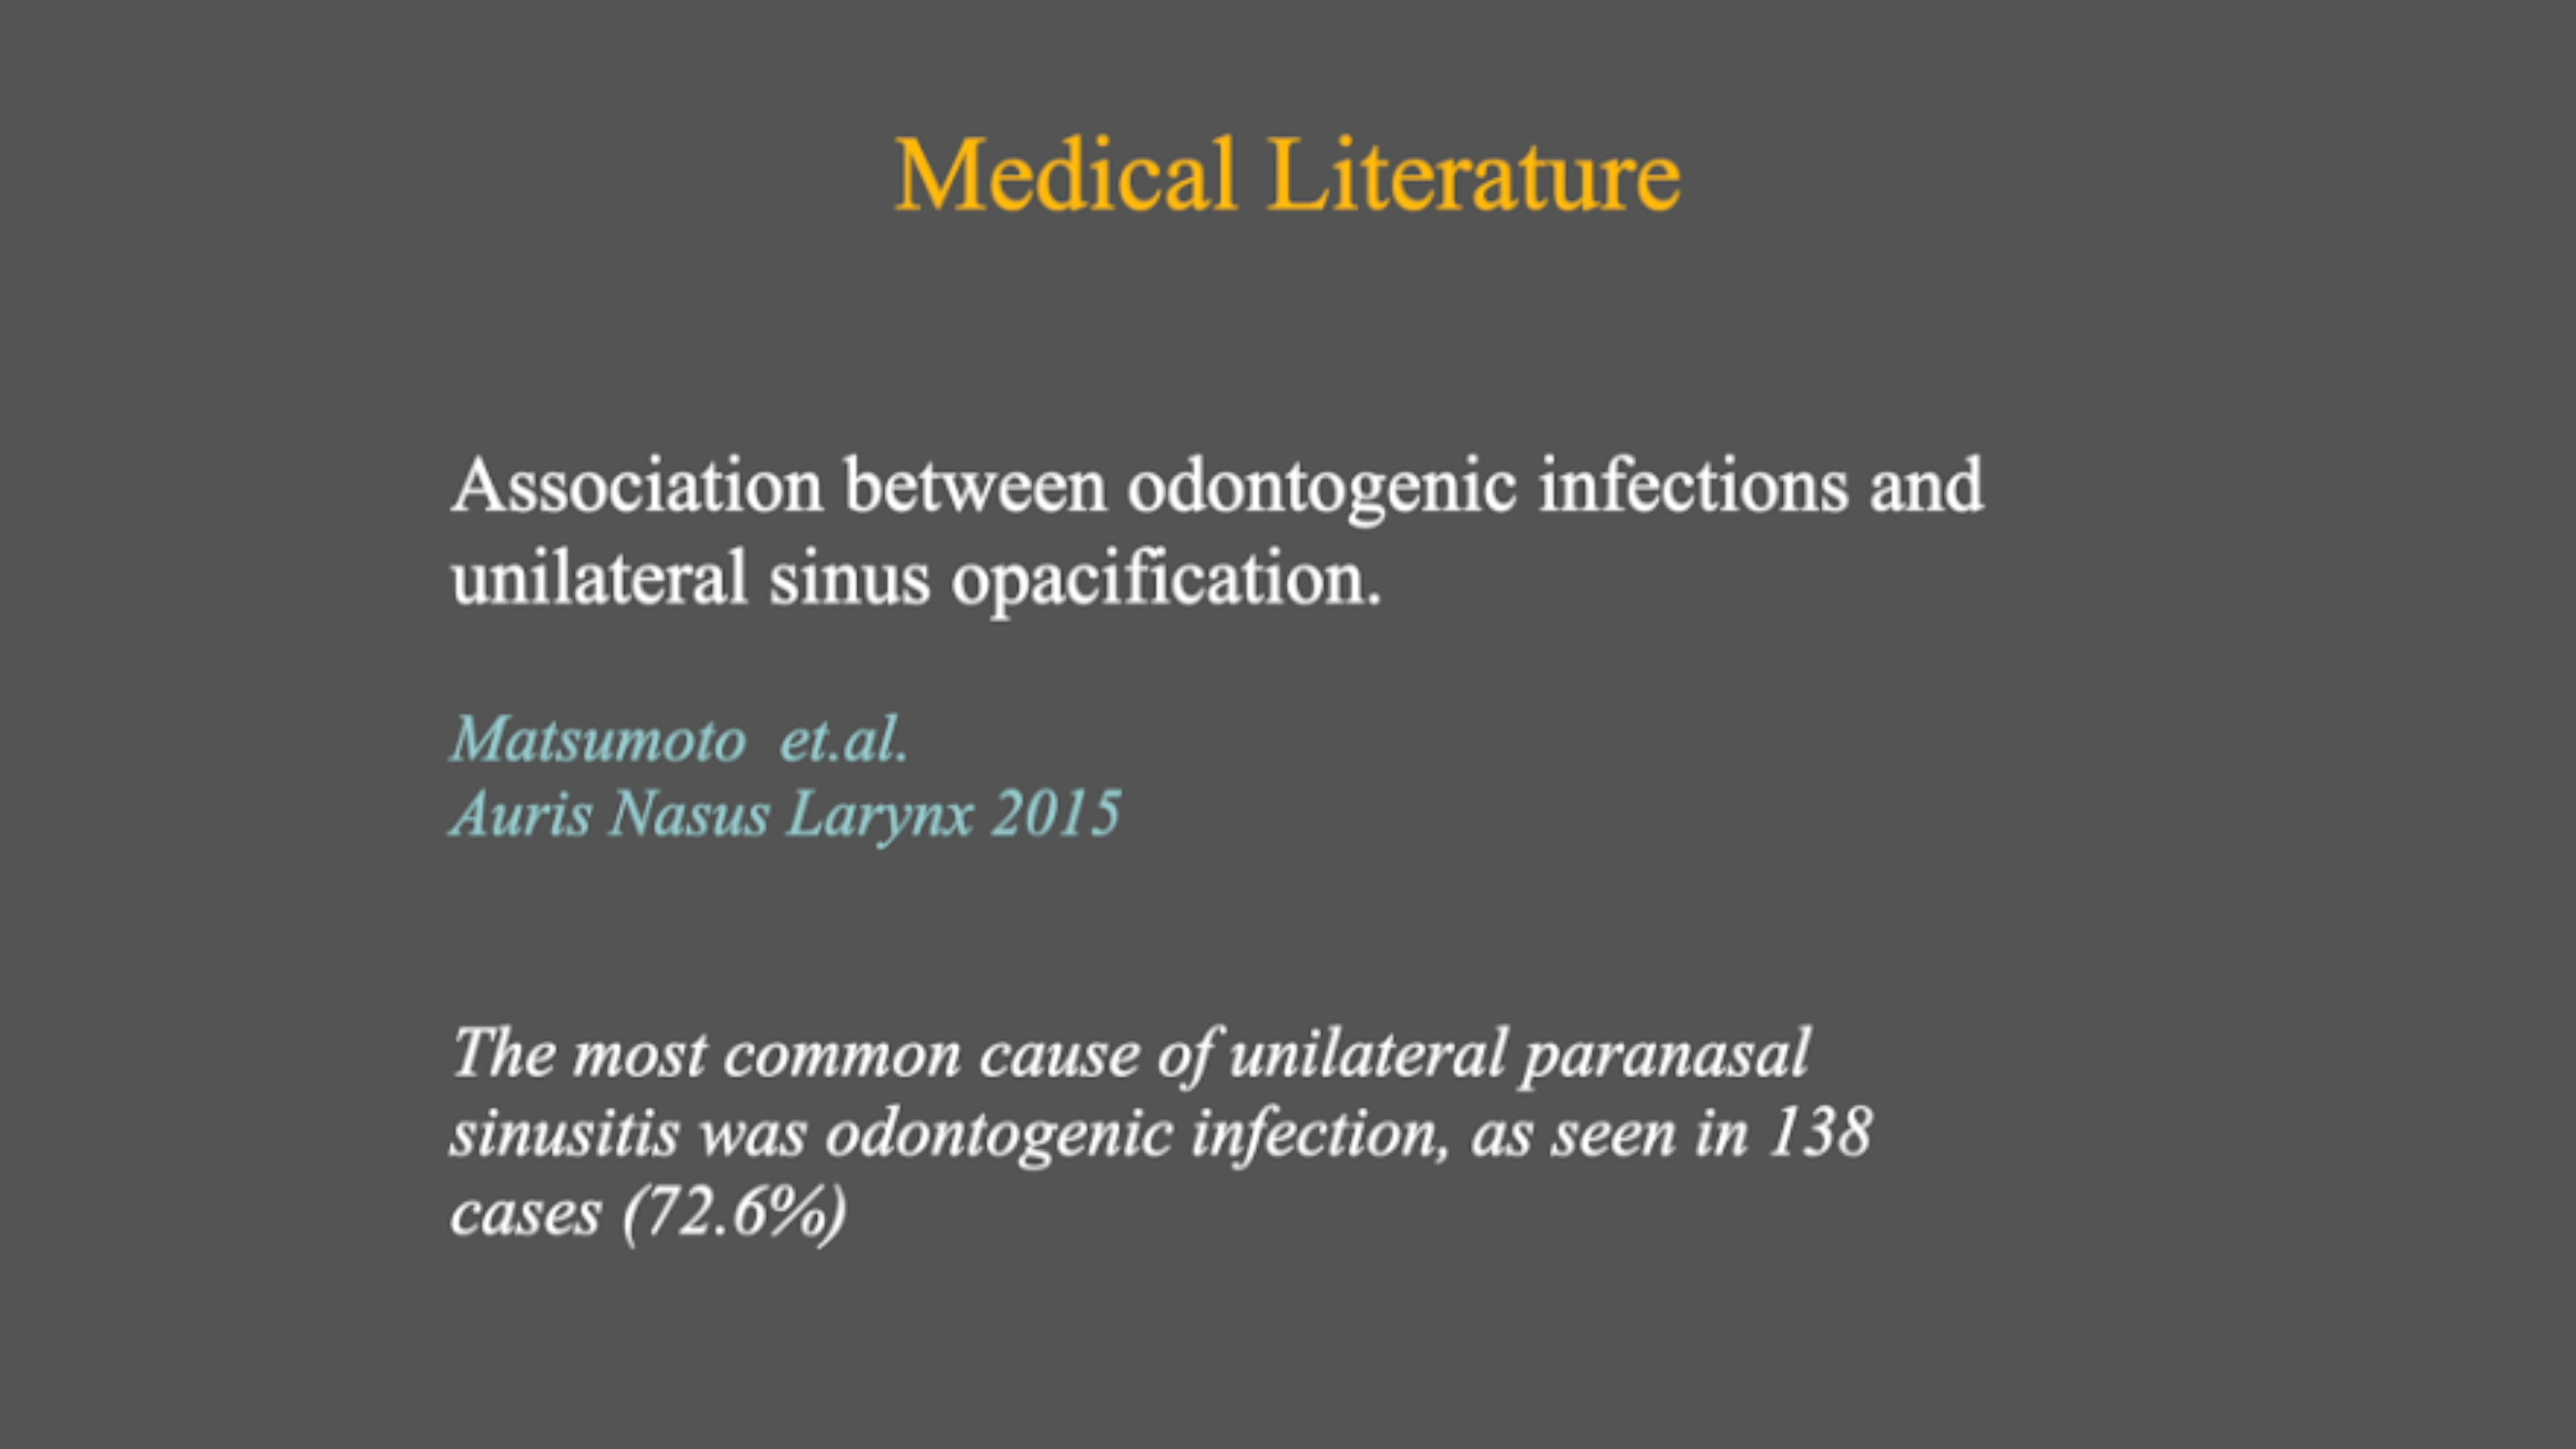 Medical Literature
Association between odontogenic infections and
unilateral sinus opacification.
Matsumoto et.al.
Auris Nasus Larynx 2015
The most common cause of unilateral paranasal
sinusitis was odontogenic infection, as seen in 138
cases (72.6%)